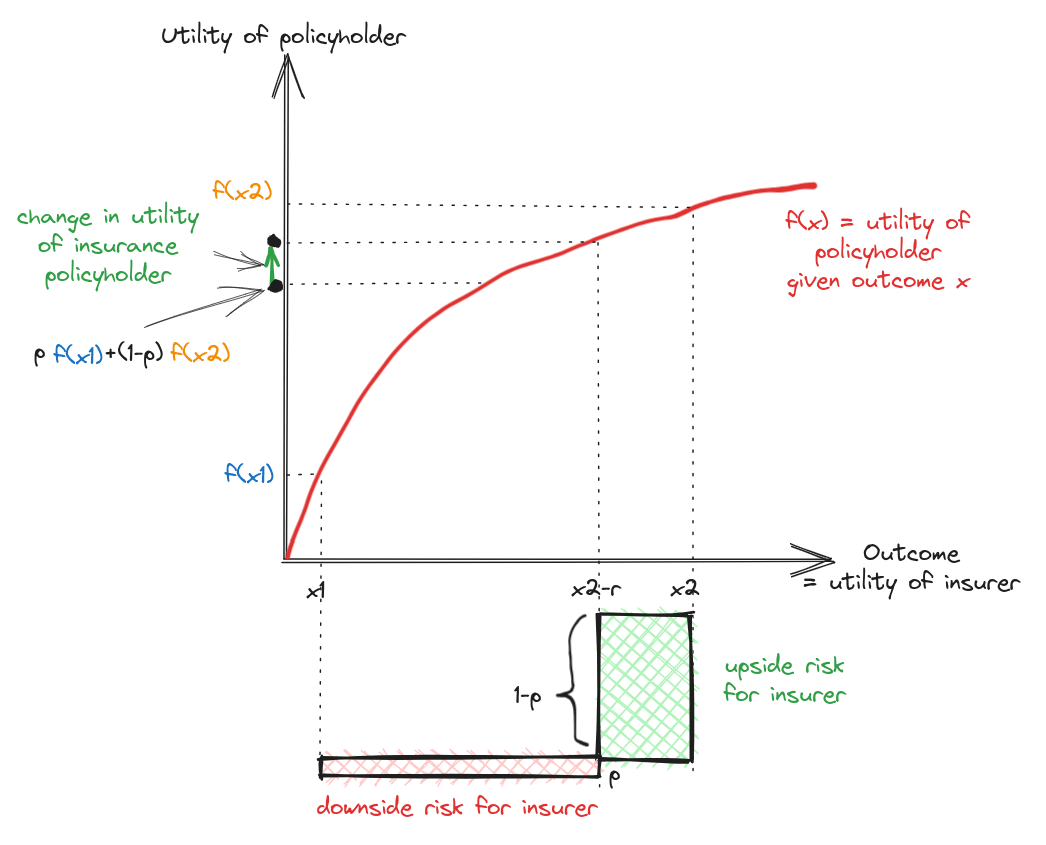 Utility of policyholder
f(x2)
change in utility
of insurance
policyholder
f(x) = utility of
policyholder
given outcome x
p f(x1)+(1-p) f(x2)
f(x1)
Outcome
= utility of insurer
x1
x2-r
x2
1-p
upside risk
for insurer
p
downside risk for insurer